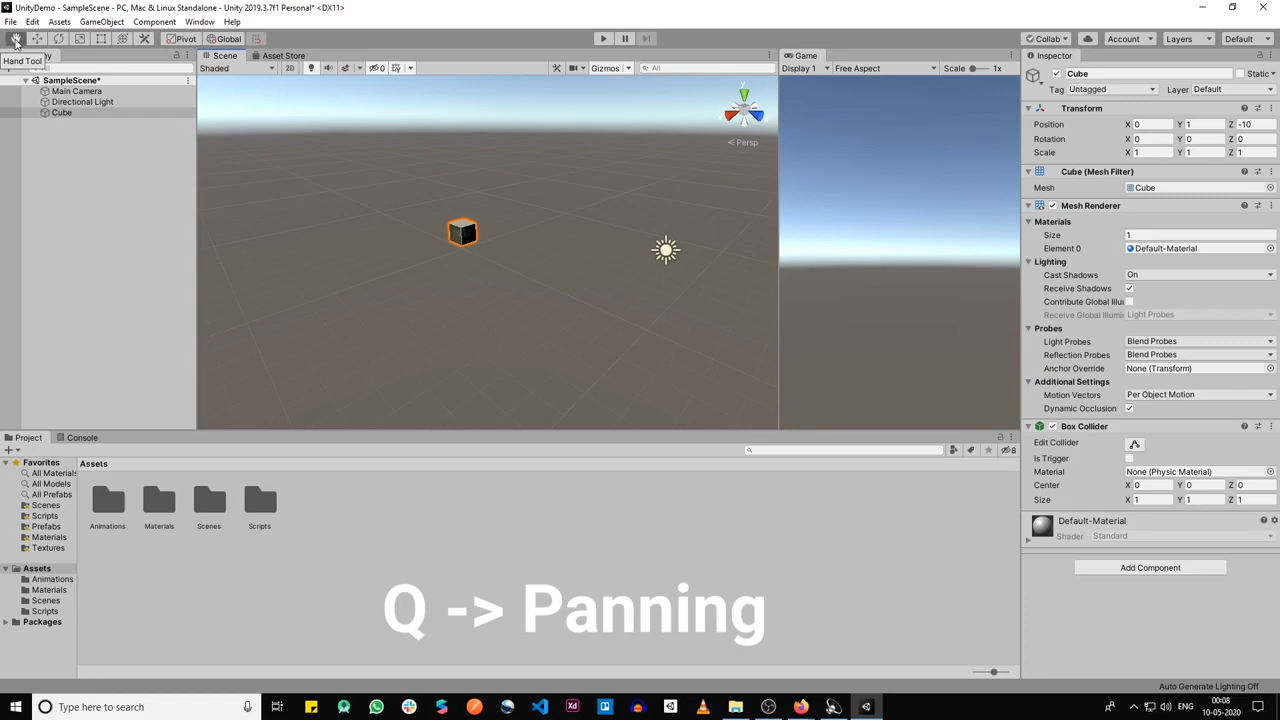 UnityDemo - SampleScene - PC, Mac & Linux Standalone - Unity 2019.3.7f1 Personal* <DX11>
File Edit Assets GameObject Component Window Help
Pivot Global Collab Account Layers Default
Hand Tool
Scene Asset Store Game Inspector
Shaded 2D 0 Gizmos All Display 1 Free Aspect Scale 1x
SampleScene*
Main Camera
Directional Light
Cube
y
Persp
Cube Static
Tag Untagged Layer Default
Transform
Position X 0 Y 1 Z -10
Rotation X 0 Y 0 Z 0
Scale X 1 Y 1 Z 1
Cube (Mesh Filter)
Mesh Cube
Mesh Renderer
Materials
Size 1
Element 0 Default-Material
Lighting
Cast Shadows On
Receive Shadows
Contribute Global Illu
Receive Global Illumi Light Probes
Probes
Light Probes Blend Probes
Reflection Probes Blend Probes
Anchor Override None (Transform)
Additional Settings
Motion Vectors Per Object Motion
Dynamic Occlusion
Box Collider
Edit Collider
Is Trigger
Material None (Physic Material)
Center X 0 Y 0 Z 0
Size X 1 Y 1 Z 1
Default-Material
Shader Standard
Add Component
Project Console
8
Favorites
All Materials
All Models
All Prefabs
Scenes
Scripts
Prefabs
Materials
Textures
Assets
Animations
Materials
Scenes
Scripts
Packages
Assets
Animations Materials Scenes Scripts
Q -> Panning
Auto Generate Lighting Off
Type here to search
Xd
ENG
00:08
10-05-2020